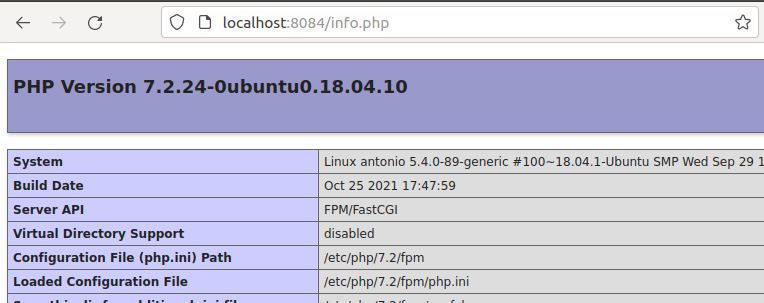 localhost:8084/info.php
PHP Version 7.2.24-0ubuntu0.18.04.10
System Linux antonio 5.4.0-89-generic #100~18.04.1-Ubuntu SMP Wed Sep 29 1
Build Date Oct 25 2021 17:47:59
Server API FPM/FastCGI
Virtual Directory Support disabled
Configuration File (php.ini) Path /etc/php/7.2/fpm
Loaded Configuration File /etc/php/7.2/fpm/php.ini